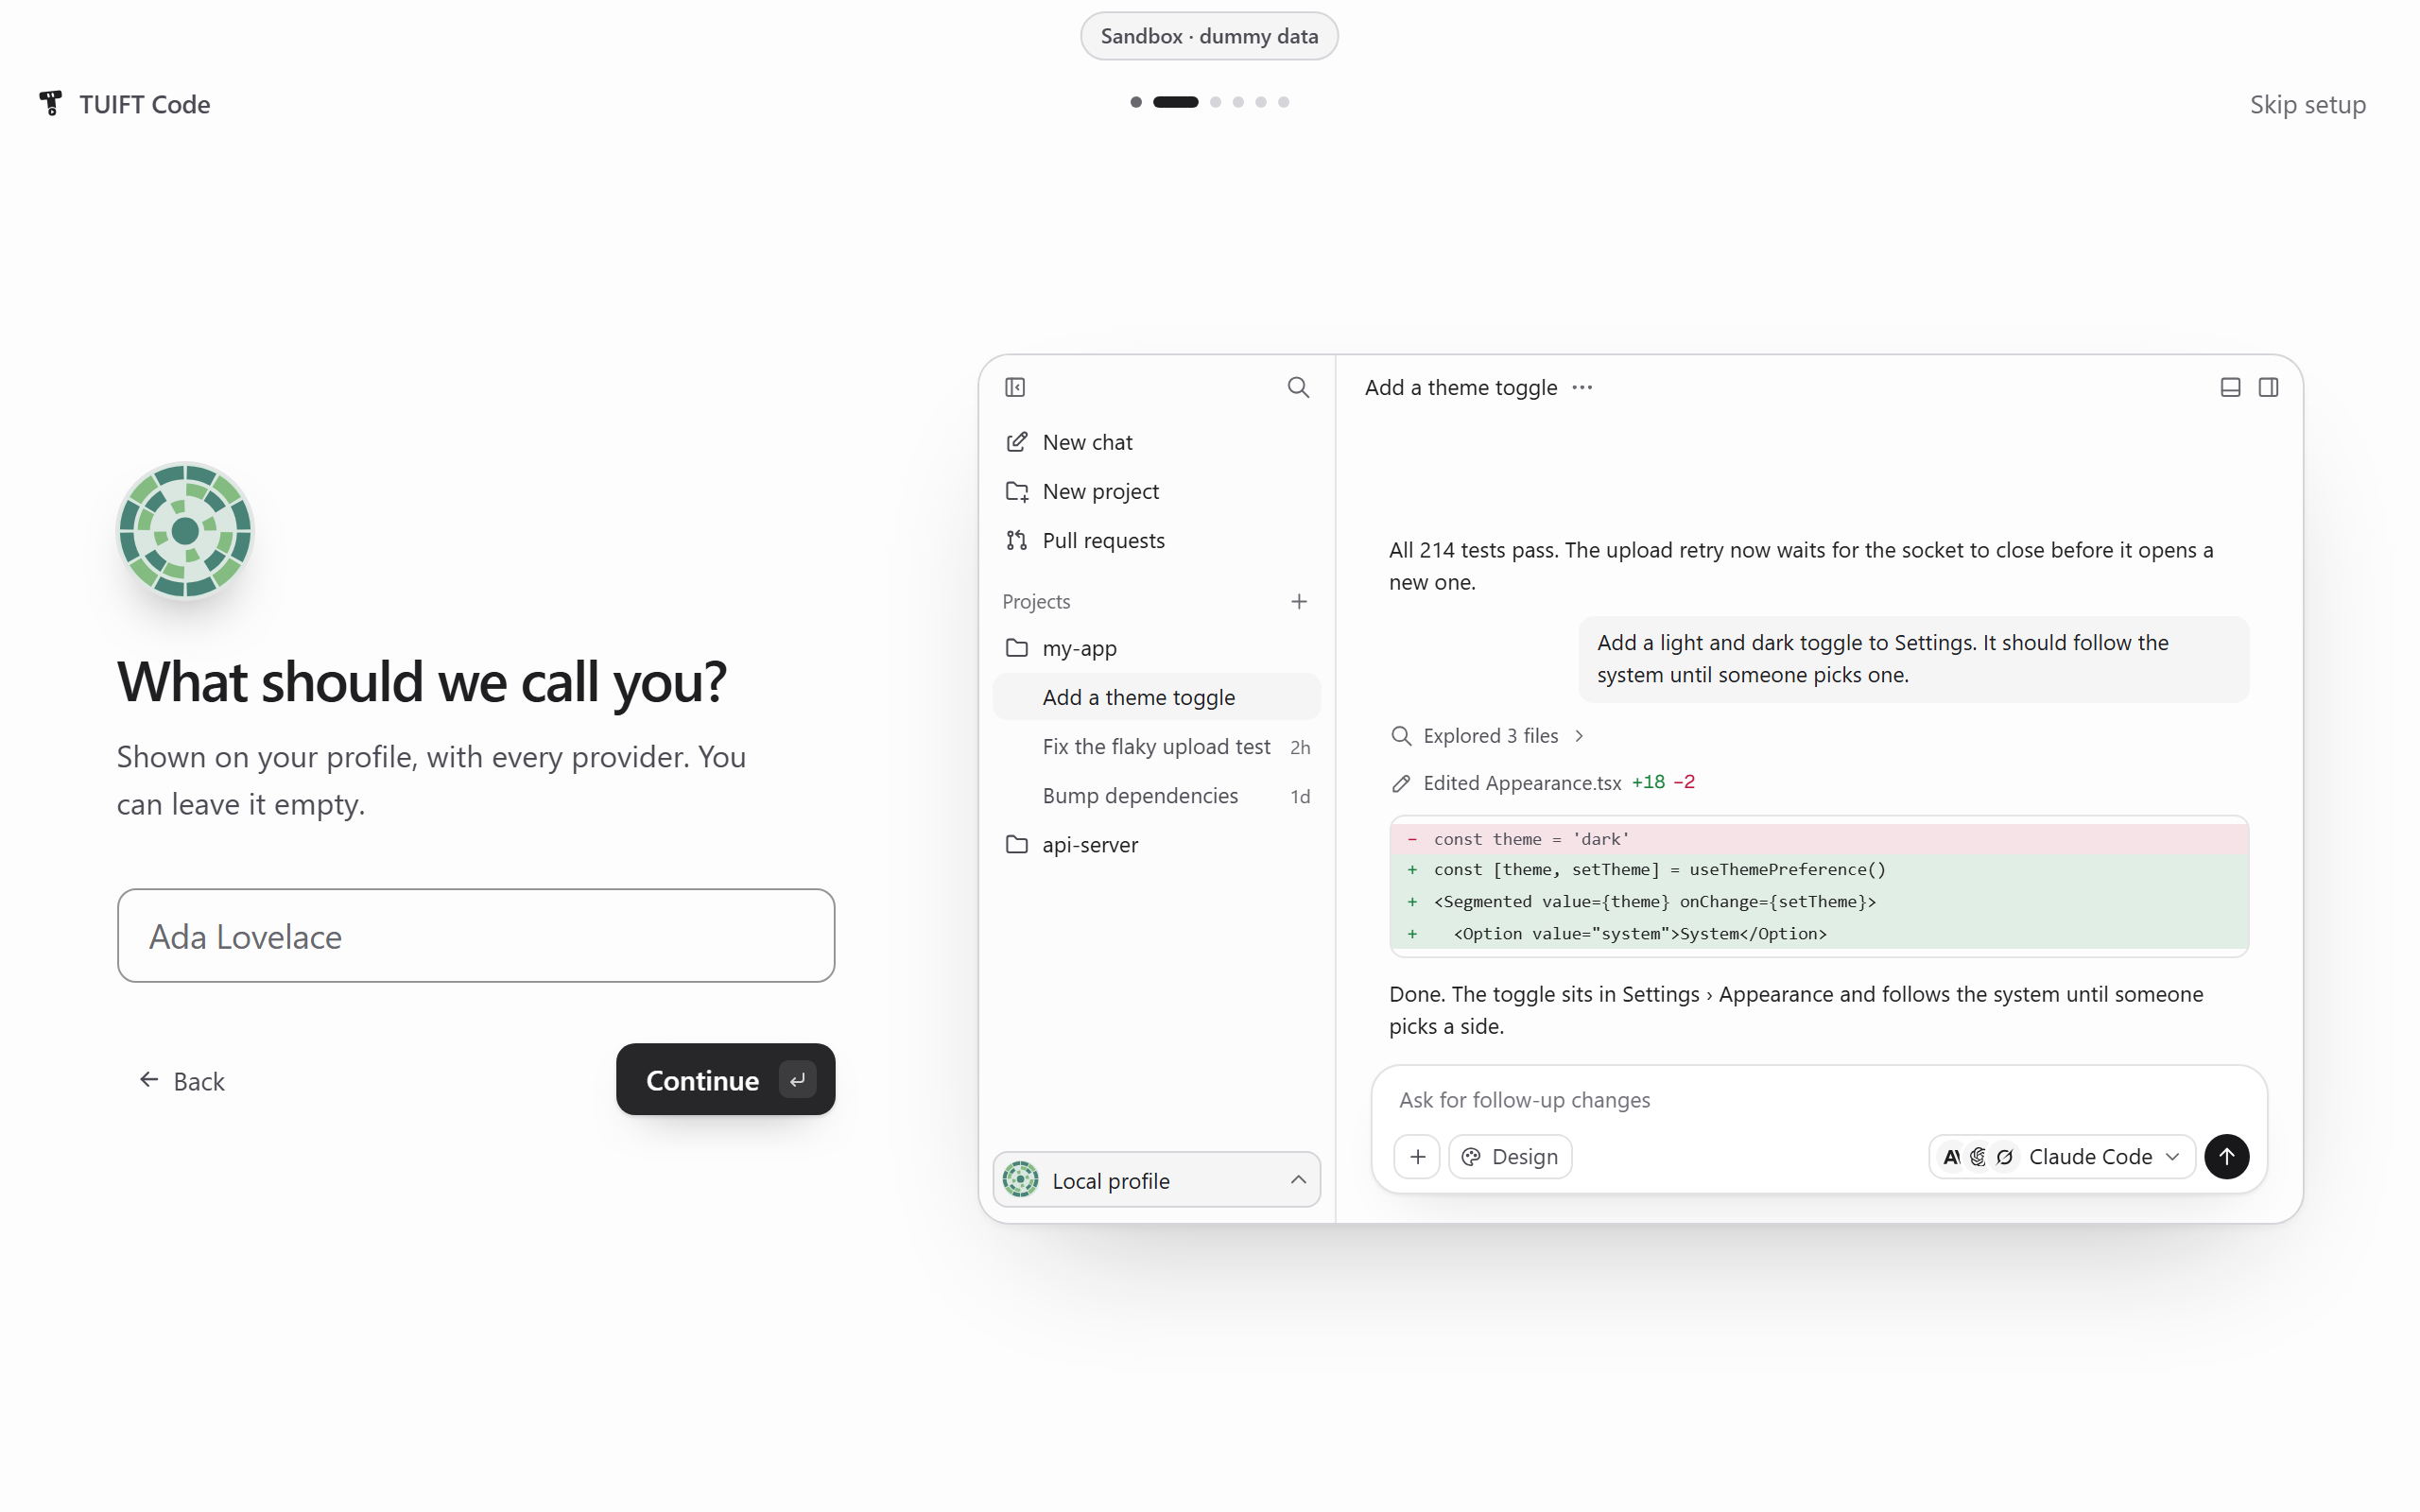 Sandbox · dummy data
TUIFT Code
Skip setup
What should we call you?
Shown on your profile, with every provider. You
can leave it empty.
Ada Lovelace
Back
Continue
New chat
New project
Pull requests
Projects
my-app
Add a theme toggle
Fix the flaky upload test 2h
Bump dependencies 1d
api-server
Local profile
Add a theme toggle
All 214 tests pass. The upload retry now waits for the socket to close before it opens a
new one.
Add a light and dark toggle to Settings. It should follow the
system until someone picks one.
Explored 3 files
Edited Appearance.tsx +18 −2
− const theme = 'dark'
+ const [theme, setTheme] = useThemePreference()
+ <Segmented value={theme} onChange={setTheme}>
+   <Option value="system">System</Option>
Done. The toggle sits in Settings › Appearance and follows the system until someone
picks a side.
Ask for follow-up changes
Design
Claude Code